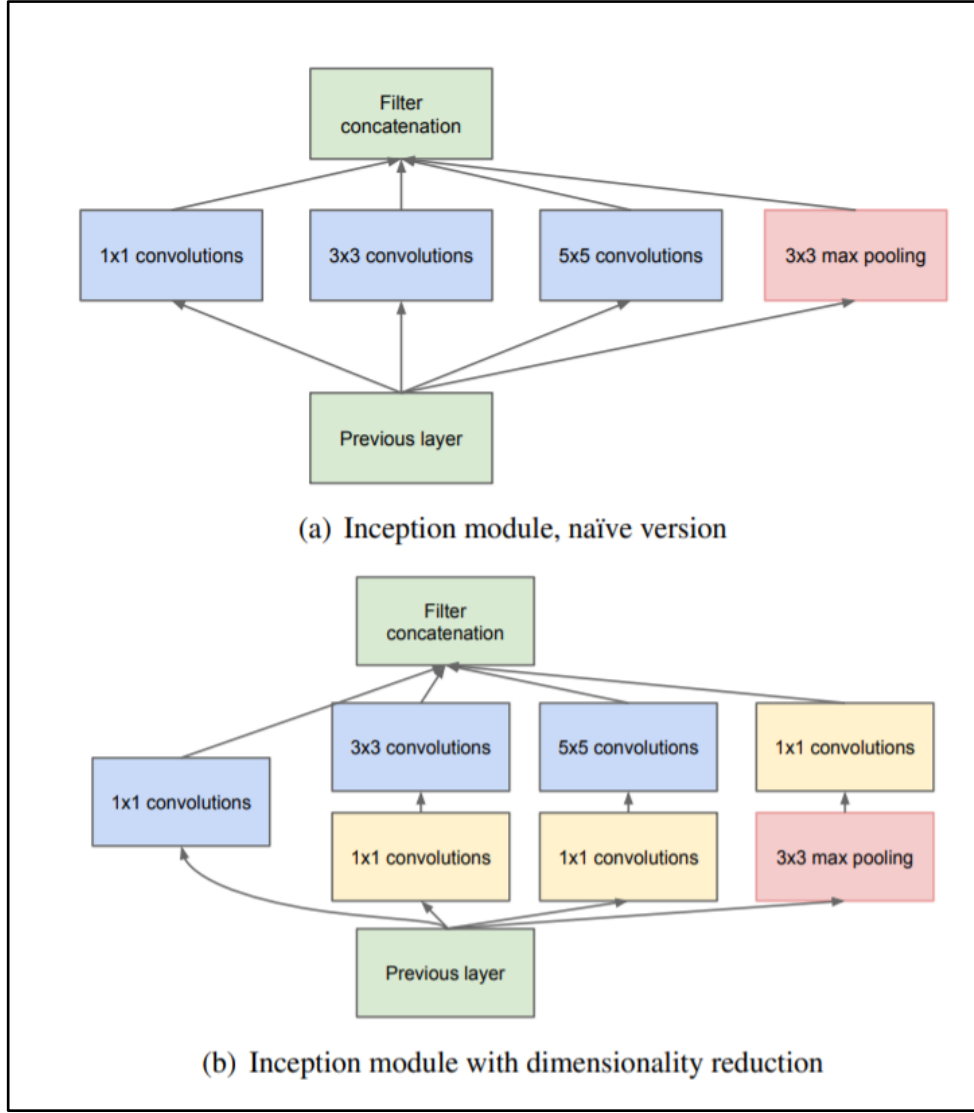 Filter
concatenation
1x1 convolutions
3x3 convolutions
5x5 convolutions
3x3 max pooling
Previous layer
(a) Inception module, naïve version
Filter
concatenation
3x3 convolutions
5x5 convolutions
1x1 convolutions
1x1 convolutions
1x1 convolutions
1x1 convolutions
3x3 max pooling
Previous layer
(b) Inception module with dimensionality reduction